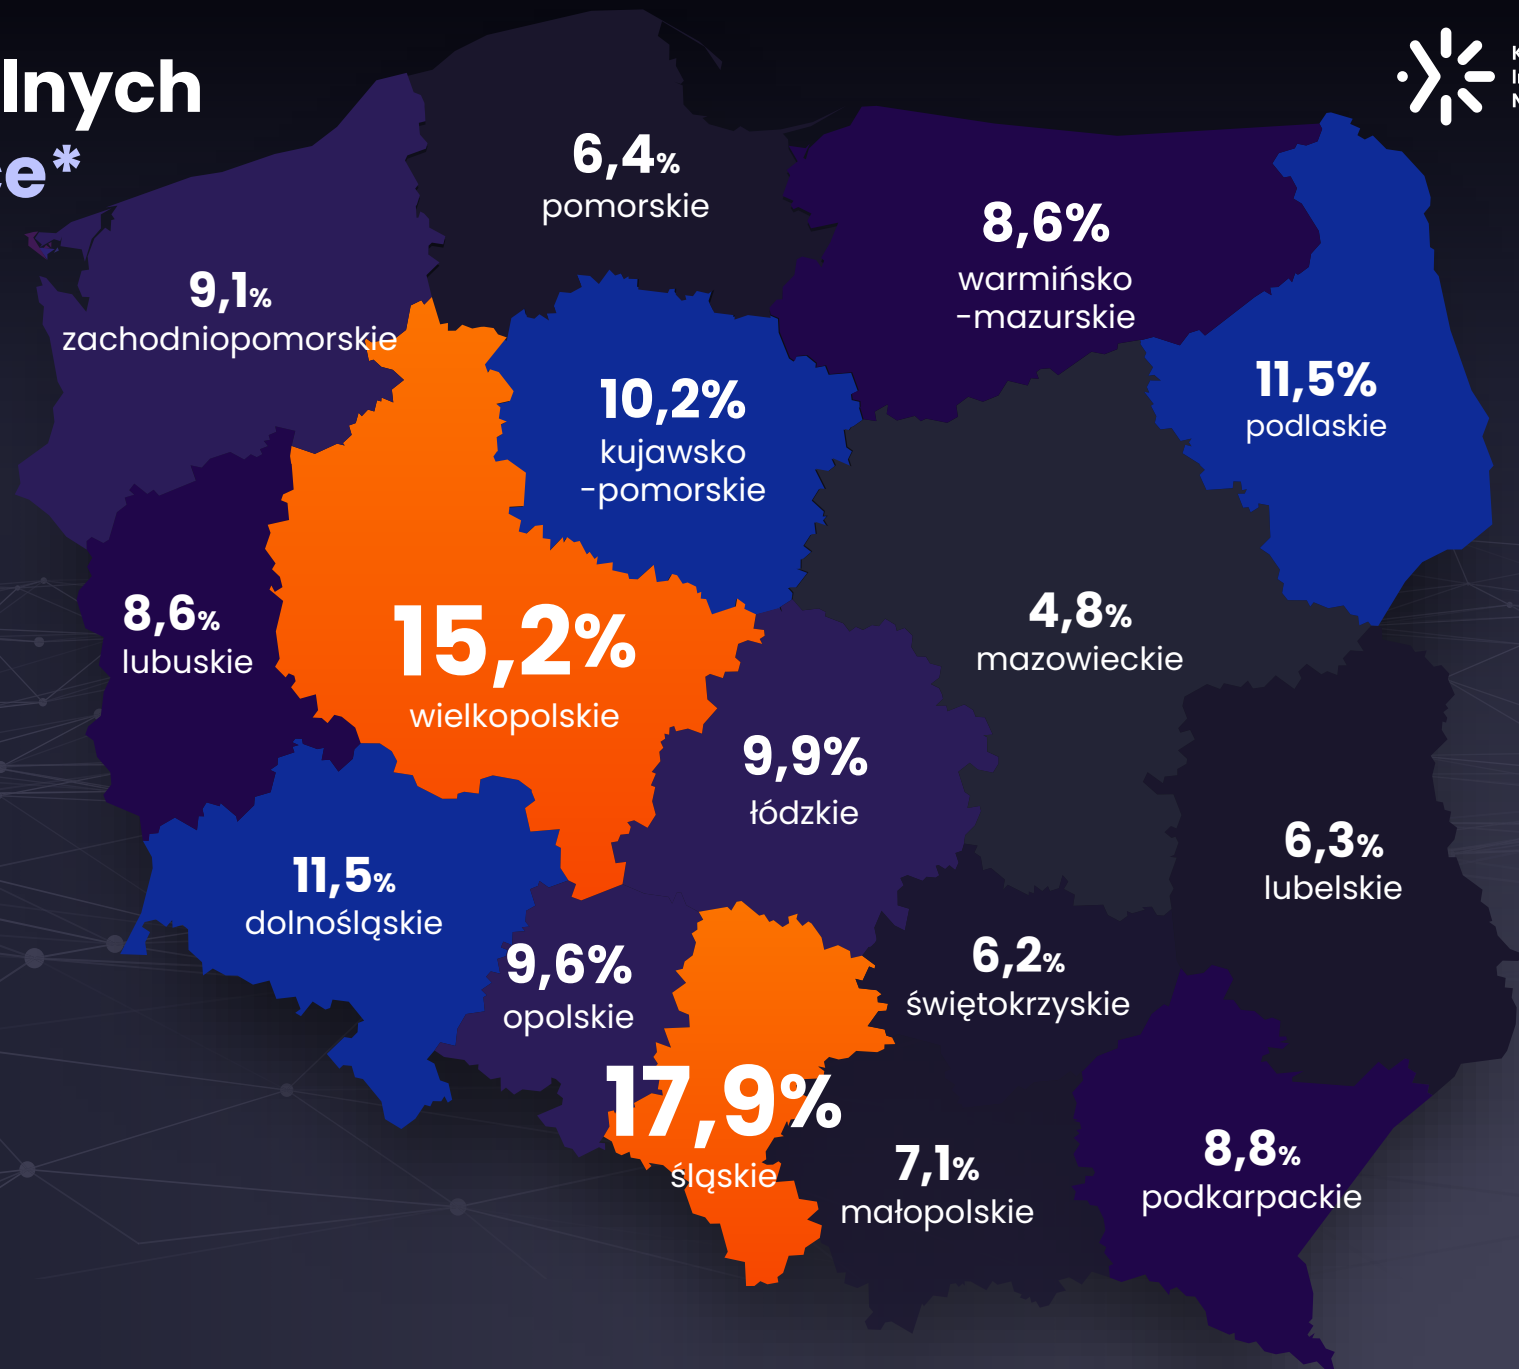 lnych
e*
6,4%
pomorskie
8,6%
warmińsko
-mazurskie
9,1%
zachodniopomorskie
11,5%
podlaskie
10,2%
kujawsko
-pomorskie
8,6%
lubuskie
15,2%
wielkopolskie
4,8%
mazowieckie
9,9%
łódzkie
6,3%
lubelskie
11,5%
dolnośląskie
9,6%
opolskie
6,2%
świętokrzyskie
17,9%
śląskie
7,1%
małopolskie
8,8%
podkarpackie